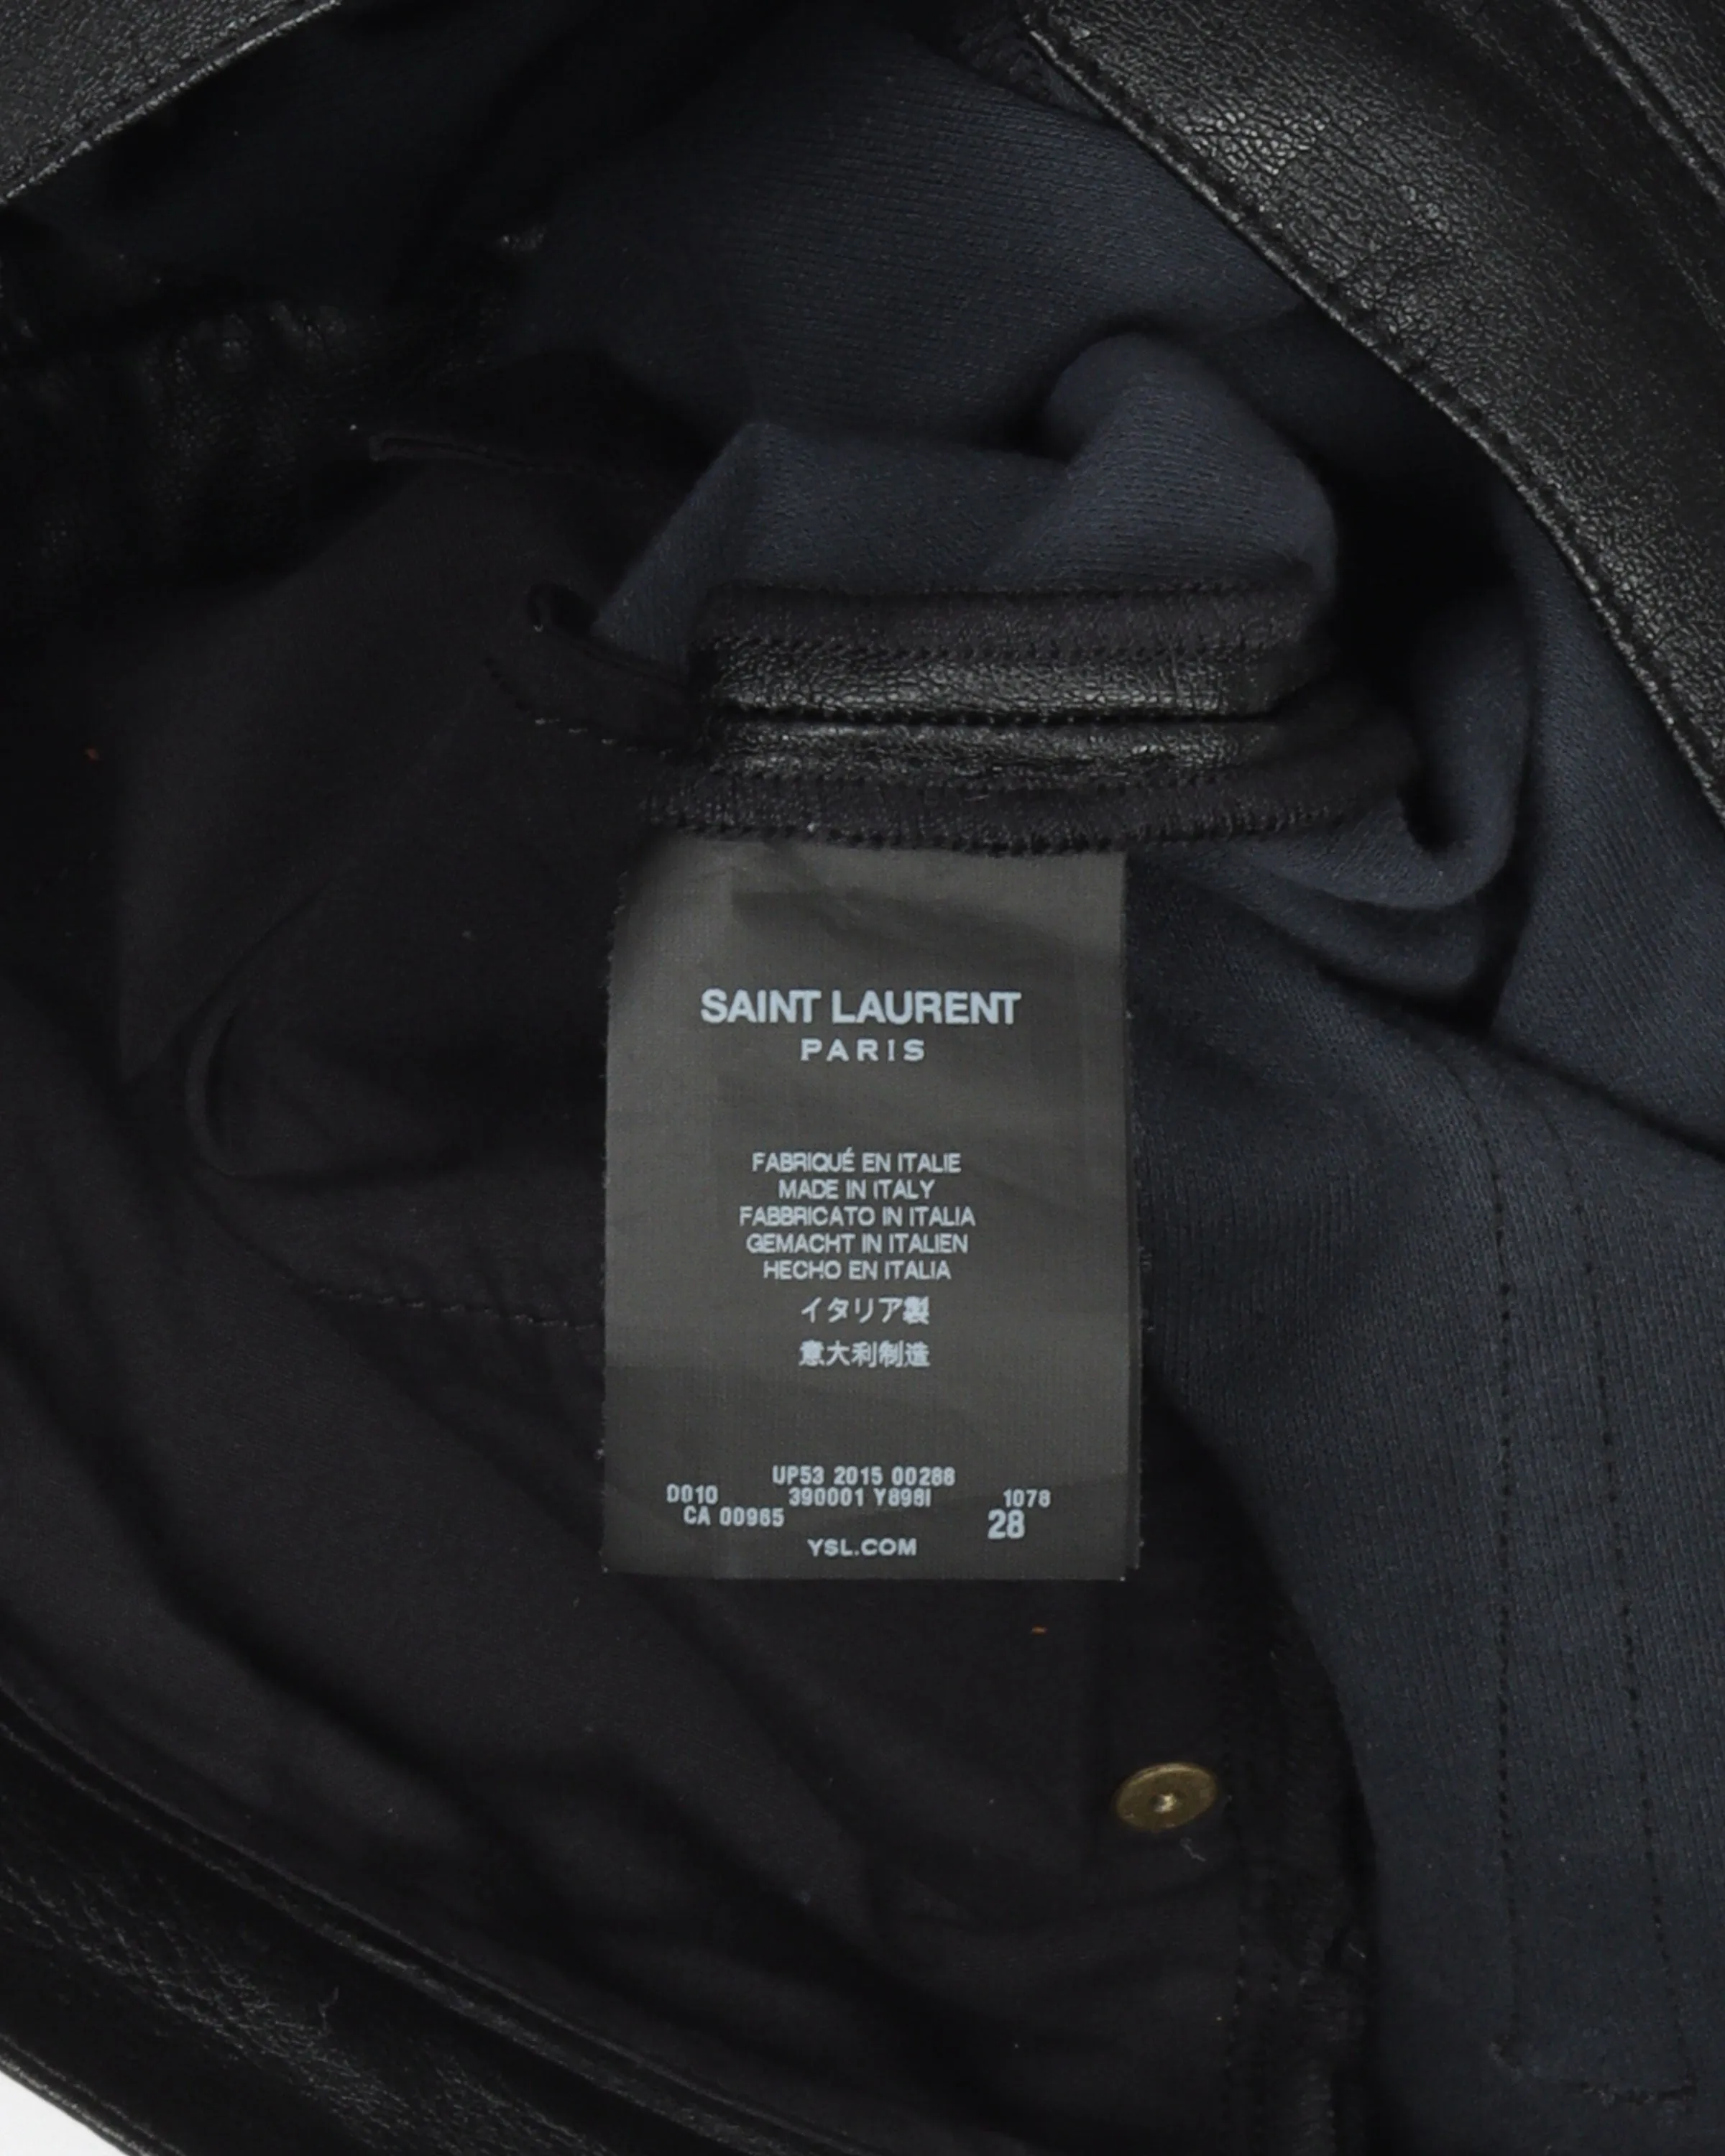 SAINT LAURENT
PARIS
FABRIQUÉ EN ITALIE
MADE IN ITALY
FABBRICATO IN ITALIA
GEMACHT IN ITALIEN
HECHO EN ITALIA
イタリア製
意大利制造
UP53 2015 00288
D010 390001 Y898I 1078
CA 00985 28
YSL.COM